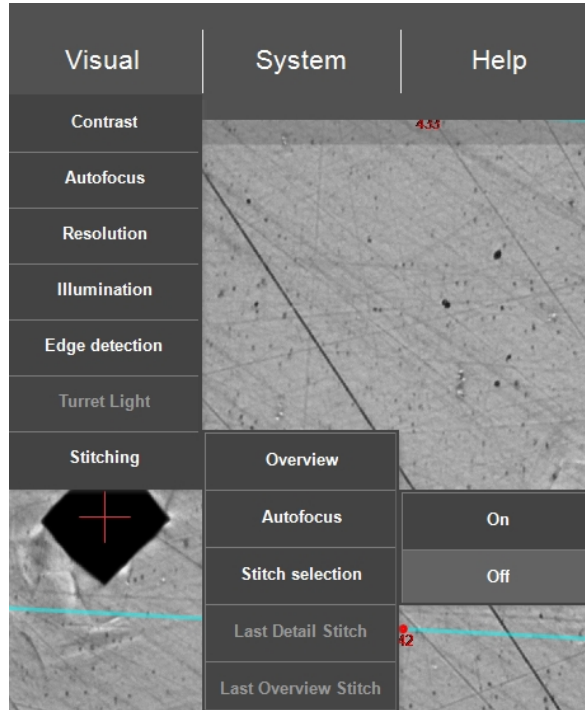 Visual System Help
Contrast
433
Autofocus
Resolution
Illumination
Edge detection
Turret Light
Stitching Overview
Autofocus On
Stitch selection Off
Last Detail Stitch 42
Last Overview Stitch